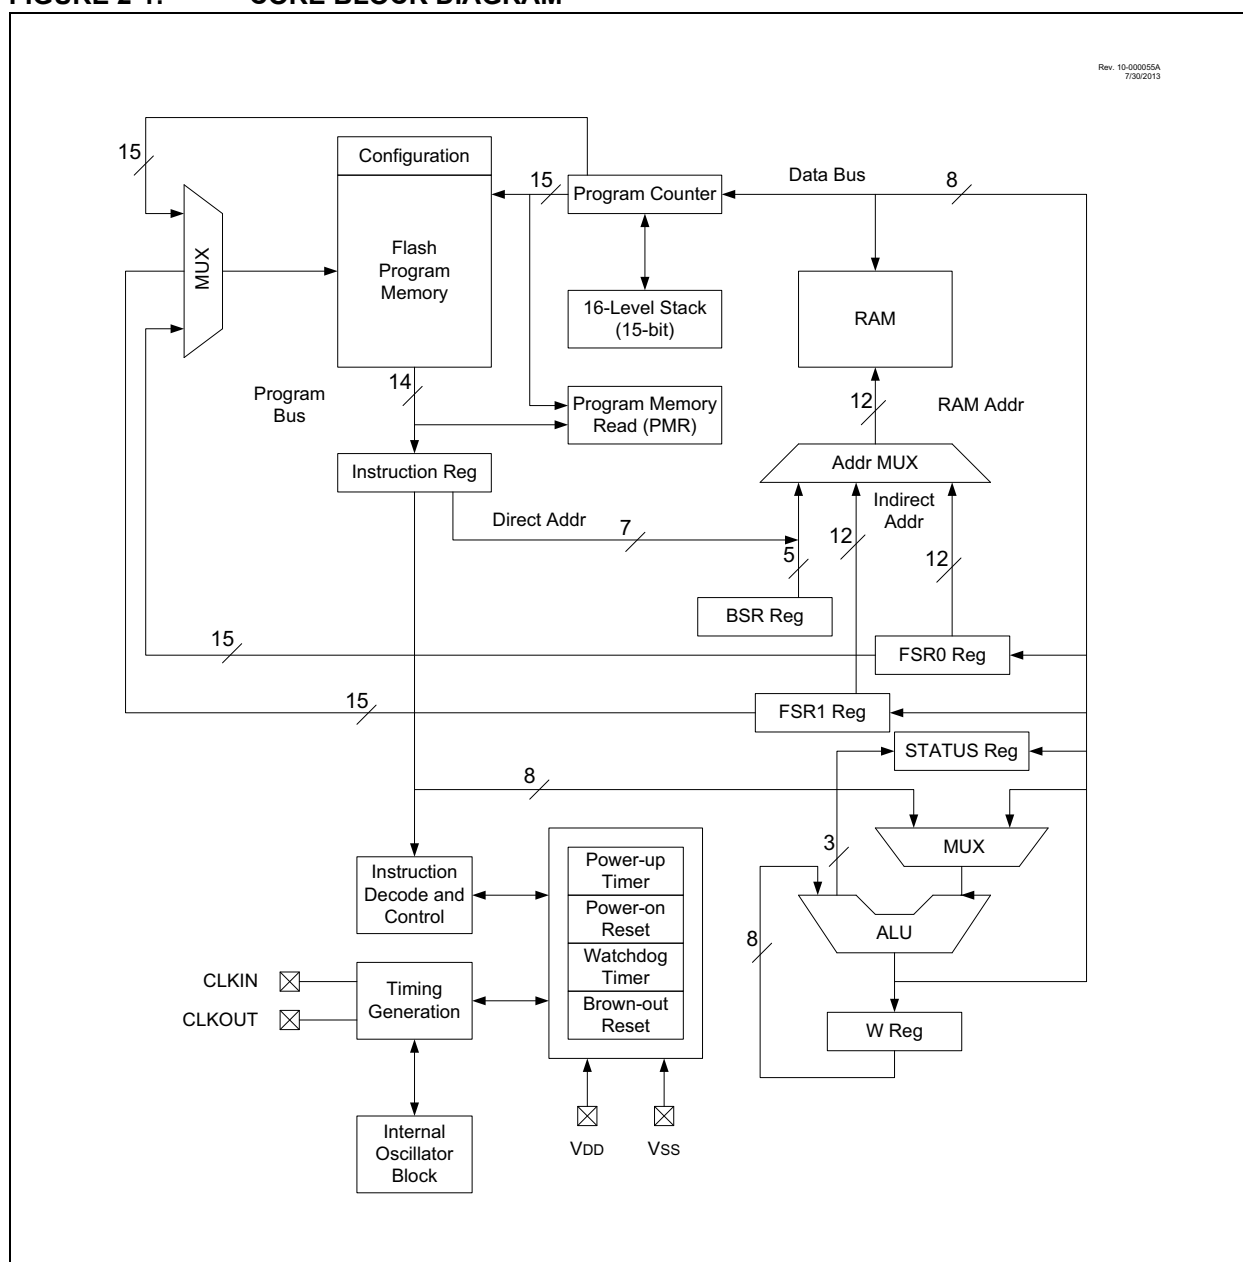 FIGURE 2-1: CORE BLOCK DIAGRAM
Rev. 10-000055A
7/30/2013
15
Configuration
15
Program Counter
Data Bus
8
MUX
Flash
Program
Memory
16-Level Stack
(15-bit)
RAM
Program
Bus
14
Program Memory
Read (PMR)
12
RAM Addr
Instruction Reg
Addr MUX
Direct Addr
7
Indirect
Addr
5
12
12
BSR Reg
15
FSR0 Reg
15
FSR1 Reg
STATUS Reg
8
3
MUX
Instruction
Decode and
Control
Power-up
Timer
Power-on
Reset
Watchdog
Timer
Brown-out
Reset
8
ALU
CLKIN
CLKOUT
Timing
Generation
W Reg
Internal
Oscillator
Block
VDD
VSS